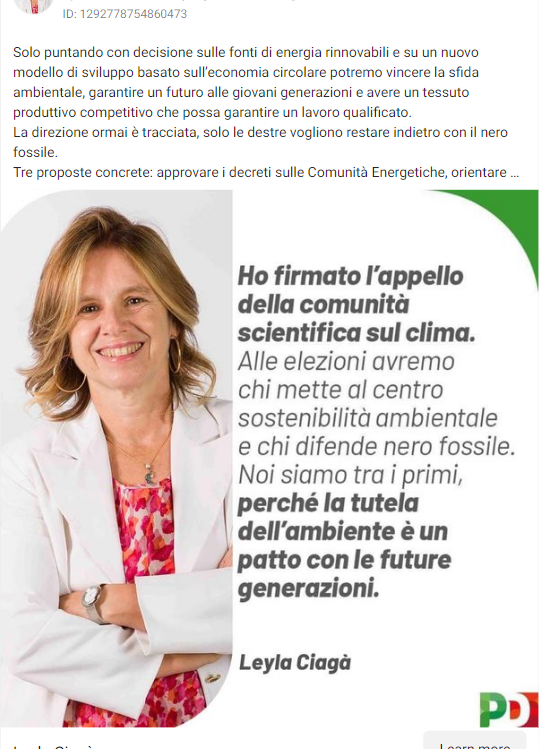 ID: 1292778754860473
Solo puntando con decisione sulle fonti di energia rinnovabili e su un nuovo
modello di sviluppo basato sull'economia circolare potremo vincere la sfida
ambientale, garantire un futuro alle giovani generazioni e avere un tessuto
produttivo competitivo che possa garantire un lavoro qualificato.
La direzione ormai è tracciata, solo le destre vogliono restare indietro con il nero
fossile.
Tre proposte concrete: approvare i decreti sulle Comunità Energetiche, orientare ...
Ho firmato l'appello
della comunità
scientifica sul clima.
Alle elezioni avremo
chi mette al centro
sostenibilità ambientale
e chi difende nero fossile.
Noi siamo tra i primi,
perché la tutela
dell'ambiente è un
patto con le future
generazioni.
Leyla Ciagà
PD
Leyla Ciagà
Learn more